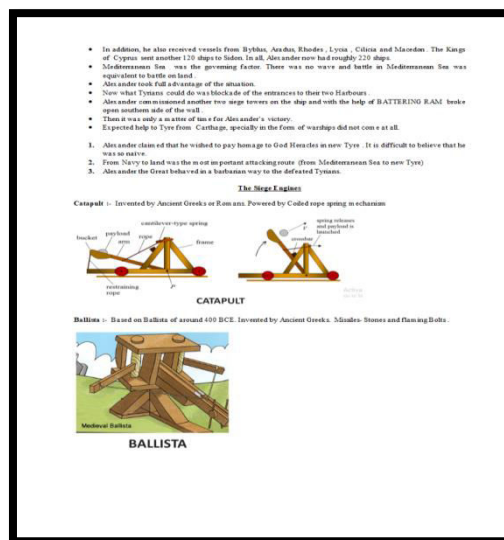 • In addition, he also received vessels from Byblus, Aradus, Rhodes , Lycia , Cilicia and Macedon . The Kings
of Cyprus sent another 120 ships to Sidon. In all, Alexander now had roughly 220 ships.
• Mediterranean Sea was the governing factor. There was no wave and battle in Mediterranean Sea was
equivalent to battle on land .
• Alexander took full advantage of the situation.
• Now what Tyrians could do was blockade of the entrances to their two Harbours .
• Alexander commissioned another two siege towers on the ship and with the help of BATTERING RAM broke
open southern side of the wall .
• Then it was only a matter of time for Alexander's victory.
• Expected help to Tyre from Carthage, specially in the form of warships did not come at all.
1. Alexander claimed that he wished to pay homage to God Heracles in new Tyre . It is difficult to believe that he
was so naive.
2. From Navy to land was the most important attacking route (from Mediterranean Sea to new Tyre)
3. Alexander the Great behaved in a barbarian way to the defeated Tyrians.
The Siege Engines
Catapult :- Invented by Ancient Greeks or Romans. Powered by Coiled rope spring mechanism
cantilever-type spring
payload
bucket
arm
rope
frame
restraining
rope
spring releases
and payload is
launched
crossbar
CATAPULT
Ballista :- Based on Ballista of around 400 BCE. Invented by Ancient Greeks. Missiles- Stones and flaming Bolts .
Medieval Ballista
BALLISTA